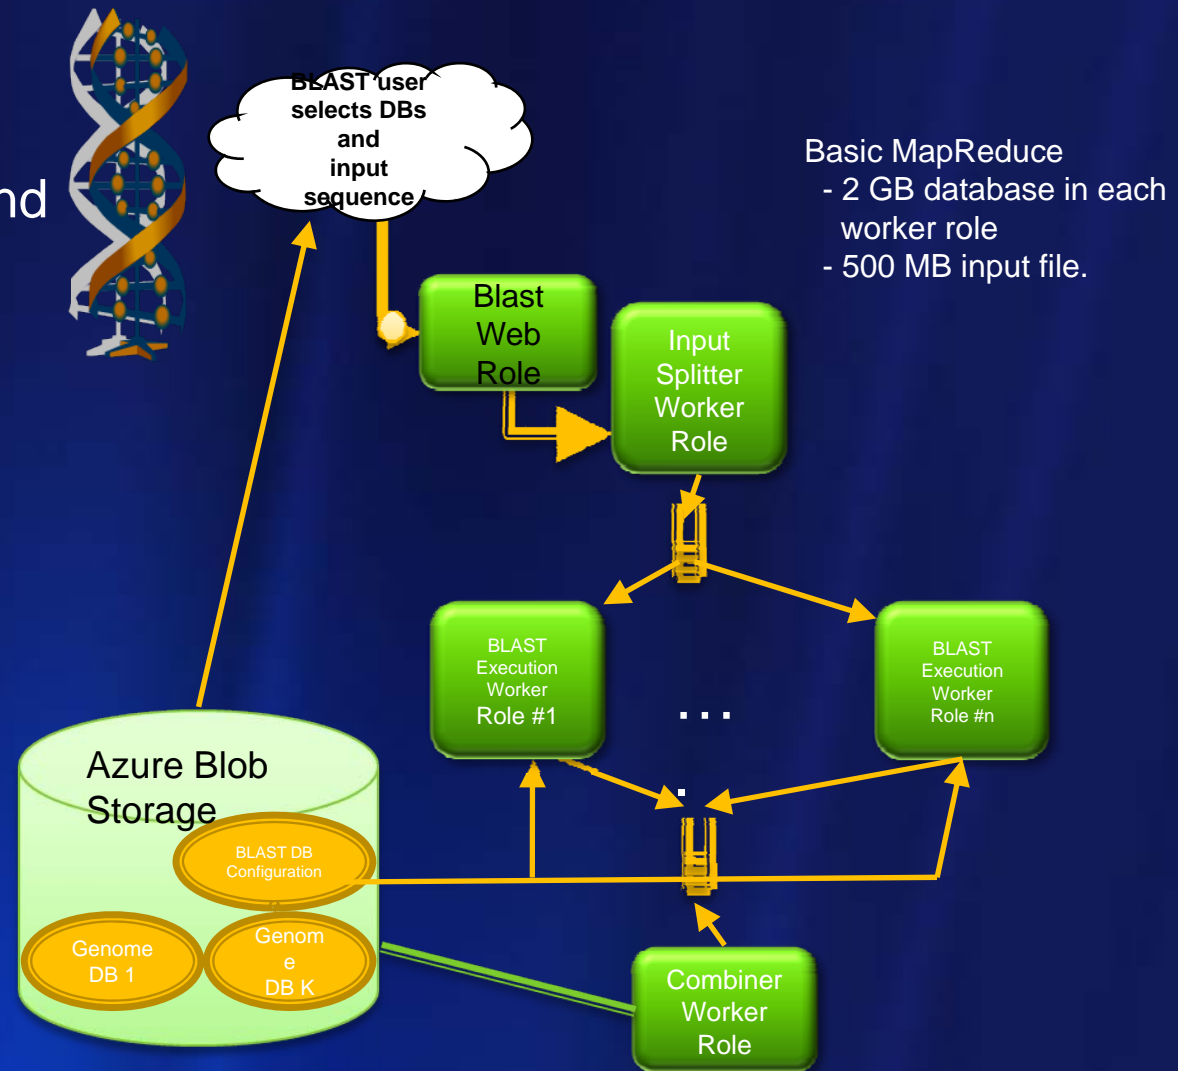 BLAST user
selects DBs
and
input
sequence
nd
Basic MapReduce
- 2 GB database in each
worker role
- 500 MB input file.
Blast
Web
Role
Input
Splitter
Worker
Role
BLAST
Execution
Worker
Role #1
...
.
BLAST
Execution
Worker
Role #n
Azure Blob
Storage
BLAST DB
Configuration
Genome
DB 1
Genom
e
DB K
Combiner
Worker
Role